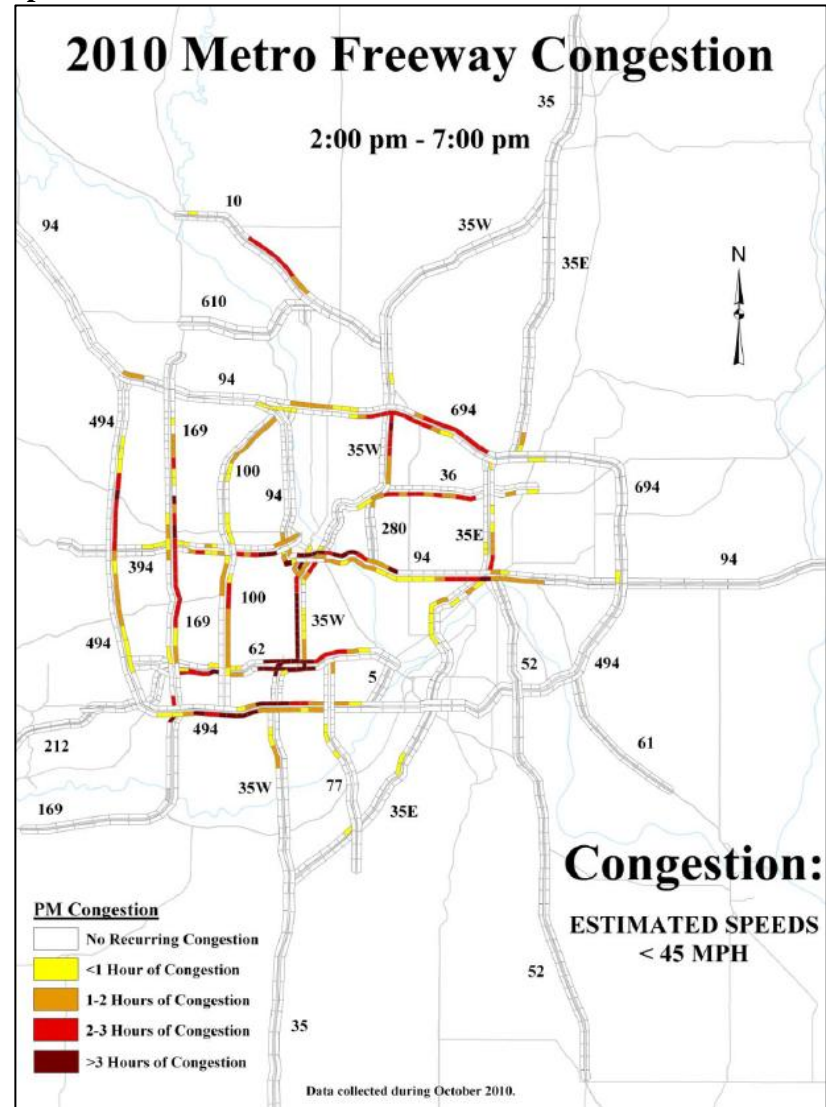 2010 Metro Freeway Congestion
35
2:00 pm - 7:00 pm
10
94
35W
N
35E
610
94
694
494
169
35W
100
36
694
94
280
35E
94
94
394
100
35W
169
62
494
52
494
5
494
61
212
35W
77
169
35E
Congestion:
ESTIMATED SPEEDS
< 45 MPH
PM Congestion
No Recurring Congestion
<1 Hour of Congestion
1-2 Hours of Congestion
52
2-3 Hours of Congestion
35
>3 Hours of Congestion
Data collected during October 2010.